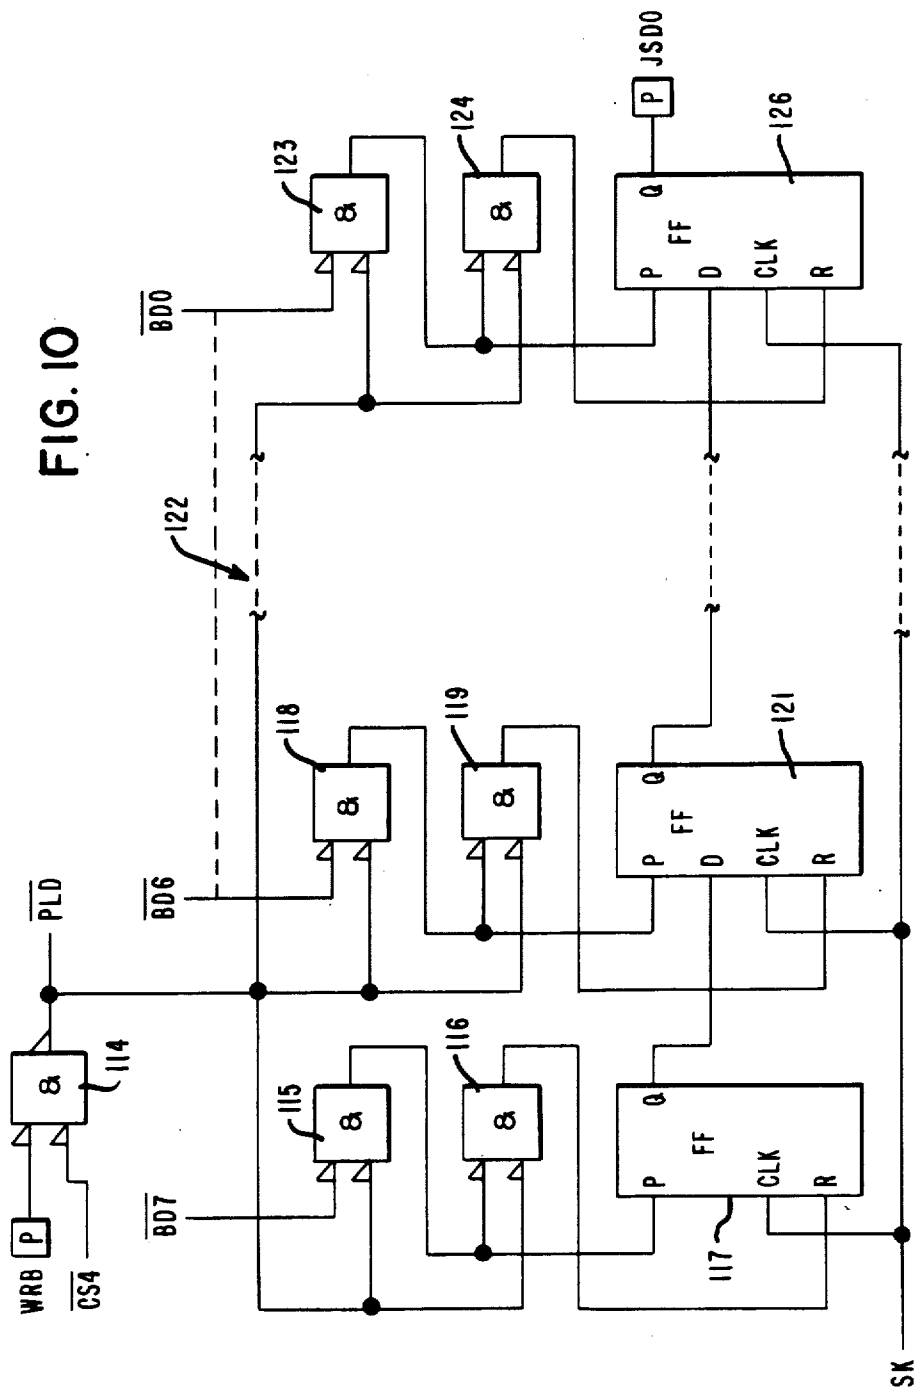 FIG. 10
WRB P
CS4
&
114
PLD
BD7
BD6
BD0
122
&
115
&
118
&
123
&
116
&
119
&
124
P Q
FF
CLK
R
117
P Q
FF
D
CLK
R
121
P Q
FF
D
CLK
R
126
P JSDO
SK